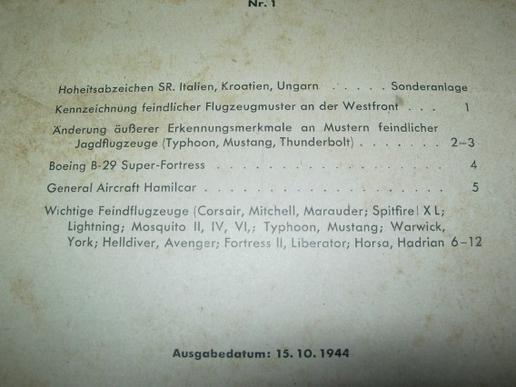 Nr. 1
Hoheitsabzeichen SR. Italien, Kroatien, Ungarn . . . . . Sonderanlage
Kennzeichnung feindlicher Flugzeugmuster an der Westfront . . . 1
Änderung äußerer Erkennungsmerkmale an Mustern feindlicher
Jagdflugzeuge (Typhoon, Mustang, Thunderbolt) . . . . . . . 2–3
Boeing B-29 Super-Fortress . . . . . . . . . . . . . . . . 4
General Aircraft Hamilcar . . . . . . . . . . . . . . . . . 5
Wichtige Feindflugzeuge (Corsair, Mitchell, Marauder; Spitfire! XL;
Lightning; Mosquito II, IV, VI,; Typhoon, Mustang; Warwick,
York; Helldiver, Avenger; Fortress II, Liberator; Horsa, Hadrian 6–12
Ausgabedatum: 15. 10. 1944